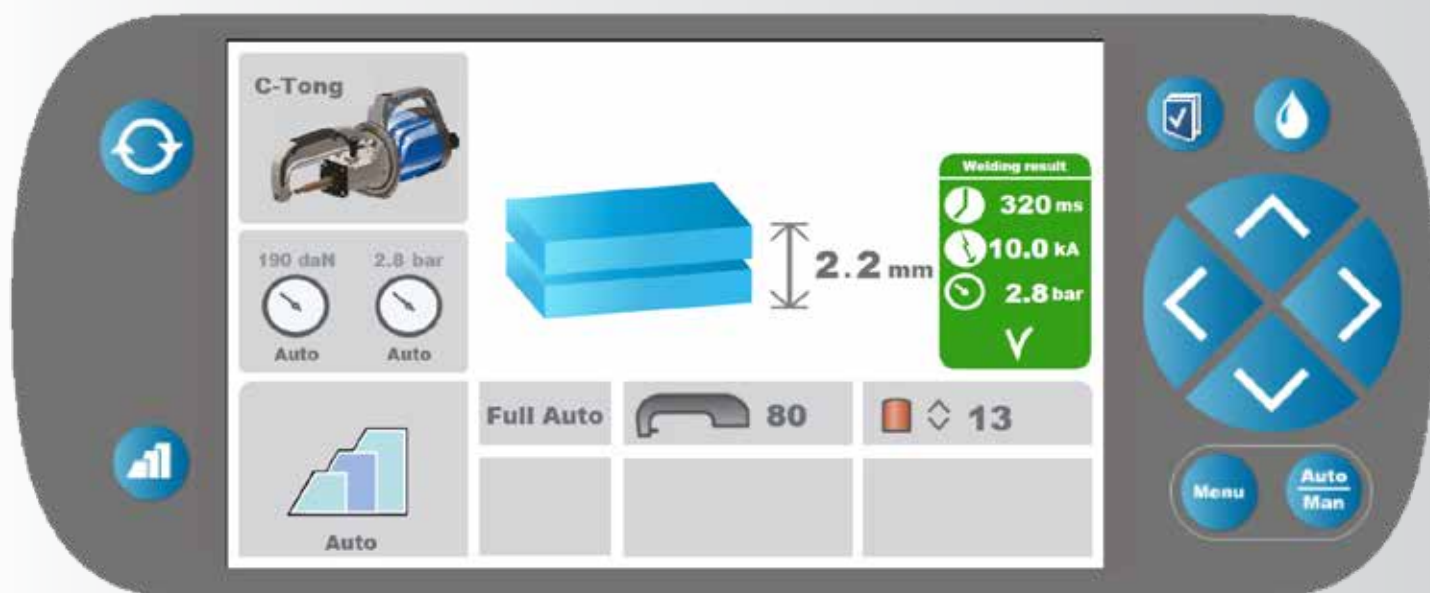 C-Tong
190 daN 2.8 bar
Auto Auto
Auto
2.2 mm
Welding result
320 ms
10.0 kA
2.8 bar
Full Auto
80
13
Menu
Auto
Man